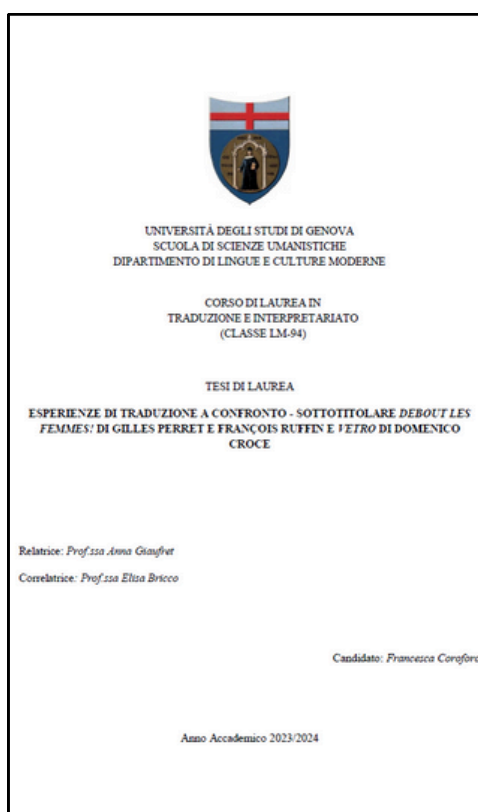 UNIVERSITÀ DEGLI STUDI DI GENOVA
SCUOLA DI SCIENZE UMANISTICHE
DIPARTIMENTO DI LINGUE E CULTURE MODERNE
CORSO DI LAUREA IN
TRADUZIONE E INTERPRETARIATO
(CLASSE LM-94)
TESI DI LAUREA
ESPERIENZE DI TRADUZIONE A CONFRONTO - SOTTOTITOLARE DEBOUT LES
FEMMES! DI GILLES PERRET E FRANÇOIS RUFFIN E VETRO DI DOMENICO
CROCE
Relatrice: Prof.ssa Anna Giaufret
Correlatrice: Prof.ssa Elisa Bricco
Candidato: Francesca
Anno Accademico 2023/2024